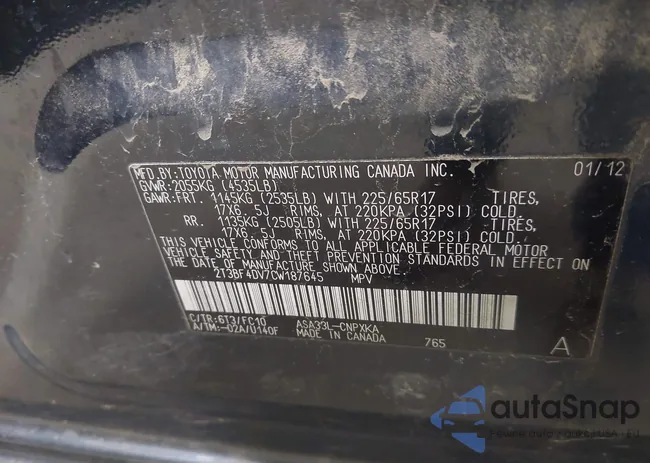 MFD.BY:TOYOTA MOTOR MANUFACTURING CANADA INC. 01/12
GVWR:2055KG (4535LB)
GAWR:FRT. 1145KG(2535LB) WITH 225/65R17 TIRES,
17X6.5J RIMS, AT 220KPA (32PSI) COLD.
RR. 1135KG(2505LB) WITH 225/65R17 TIRES,
17X6.5J RIMS, AT 220KPA (32PSI) COLD.
THIS VEHICLE CONFORMS TO ALL APPLICABLE FEDERAL MOTOR
VEHICLE SAFETY AND THEFT PREVENTION STANDARDS IN EFFECT ON
THE DATE OF MANUFACTURE SHOWN ABOVE.
2T3BF4DV7CW187645 MPV
C/TR:6T3/FC10 ASA33L-CNPXKA
A/TM:-02A/U140F MADE IN CANADA 765 A
autaSnap